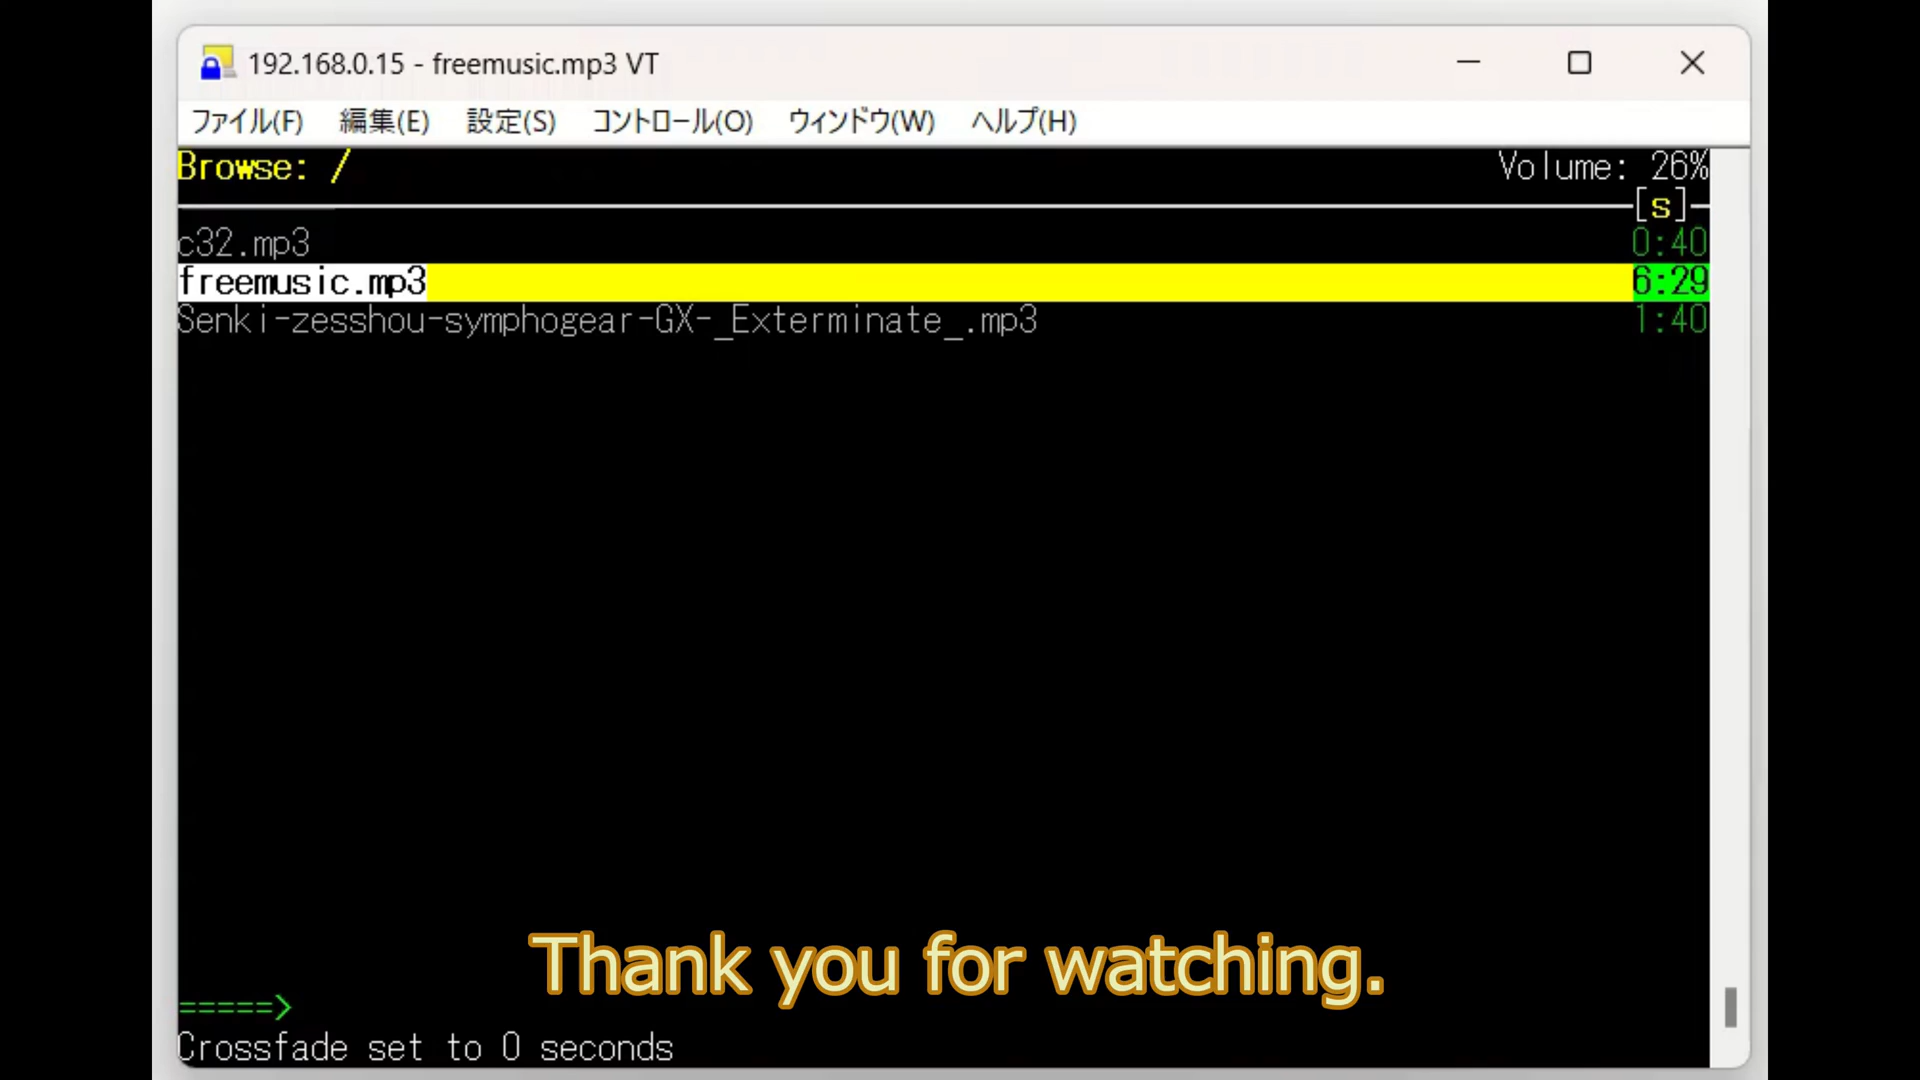 192.168.0.15 - freemusic.mp3 VT
ファイル(F) 編集(E) 設定(S) コントロール(O) ウィンドウ(W) ヘルプ(H)
Browse: / Volume: 26%
[s]
c32.mp3 0:40
freemusic.mp3 6:29
Senki-zesshou-symphogear-GX-_Exterminate_.mp3 1:40
Thank you for watching.
=====>
Crossfade set to 0 seconds